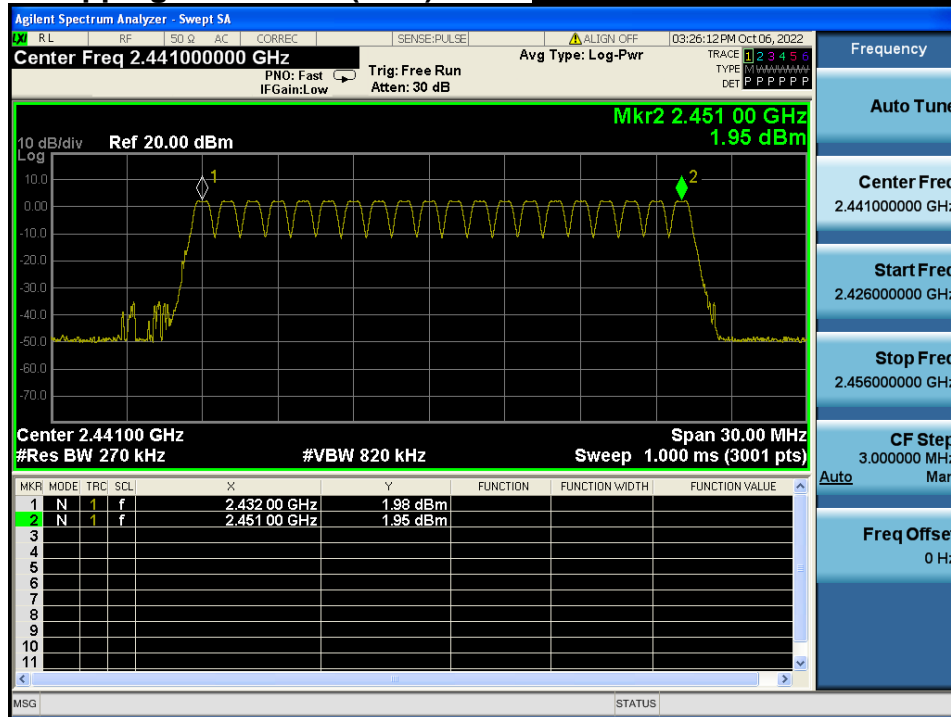 Agilent Spectrum Analyzer - Swept SA
RL RF 50 Ω AC CORREC SENSE:PULSE ALIGN OFF 03:26:12 PM Oct 06, 2022
Center Freq 2.441000000 GHz
PNO: Fast
IFGain:Low
Trig: Free Run
Atten: 30 dB
Avg Type: Log-Pwr
TRACE 1 2 3 4 5 6
TYPE
DET P P P P P P
Mkr2 2.451 00 GHz
1.95 dBm
10 dB/div Ref 20.00 dBm
Log
10.0
0.00
-10.0
-20.0
-30.0
-40.0
-50.0
-60.0
-70.0
1
2
Center 2.44100 GHz Span 30.00 MHz
#Res BW 270 kHz #VBW 820 kHz Sweep 1.000 ms (3001 pts)
MKR MODE TRC SCL X Y FUNCTION FUNCTION WIDTH FUNCTION VALUE
1 N 1 f 2.432 00 GHz 1.98 dBm
2 N 1 f 2.451 00 GHz 1.95 dBm
3
4
5
6
7
8
9
10
11
MSG STATUS
Frequency
Auto Tune
Center Freq
2.441000000 GHz
Start Freq
2.426000000 GHz
Stop Freq
2.456000000 GHz
CF Step
3.000000 MHz
Auto Man
Freq Offset
0 Hz